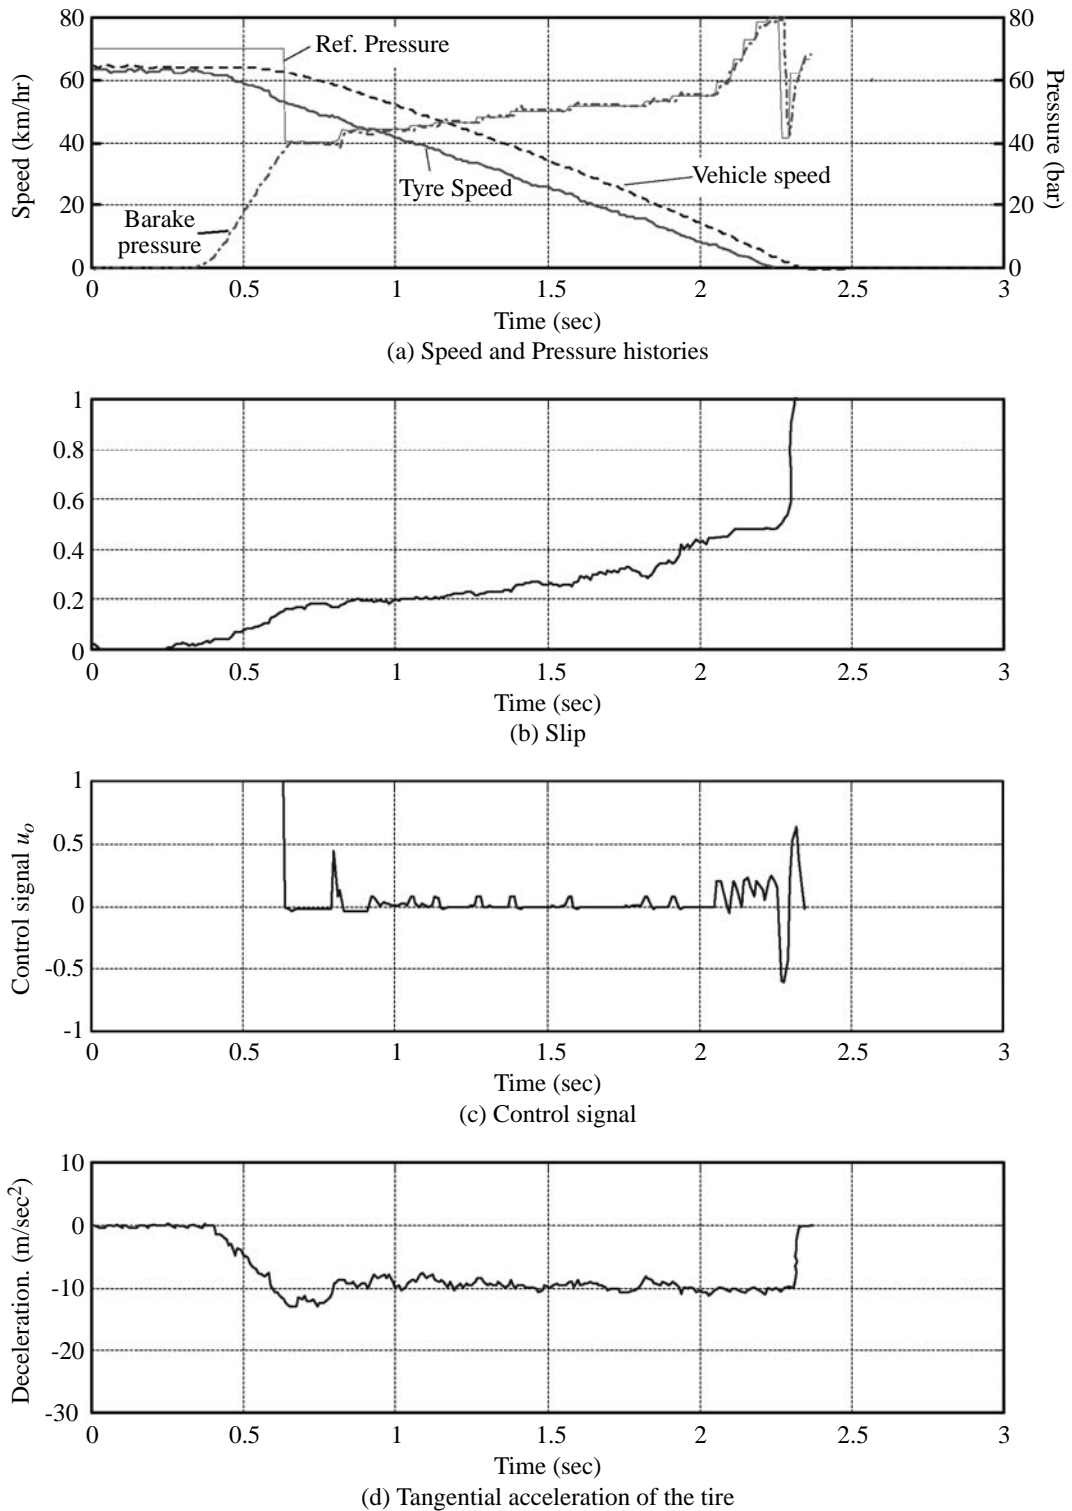 80
60
40
20
0
Speed (km/hr)
Ref. Pressure
Tyre Speed
Vehicle speed
Barake
pressure
80
60
40
20
0
Pressure (bar)
0 0.5 1 1.5 2 2.5 3
Time (sec)
(a) Speed and Pressure histories
1
0.8
0.6
0.4
0.2
0
0 0.5 1 1.5 2 2.5 3
Time (sec)
(b) Slip
1
0.5
0
-0.5
-1
Control signal u_o
0 0.5 1 1.5 2 2.5 3
Time (sec)
(c) Control signal
10
0
-10
-20
-30
Deceleration. (m/sec²)
0 0.5 1 1.5 2 2.5 3
Time (sec)
(d) Tangential acceleration of the tire